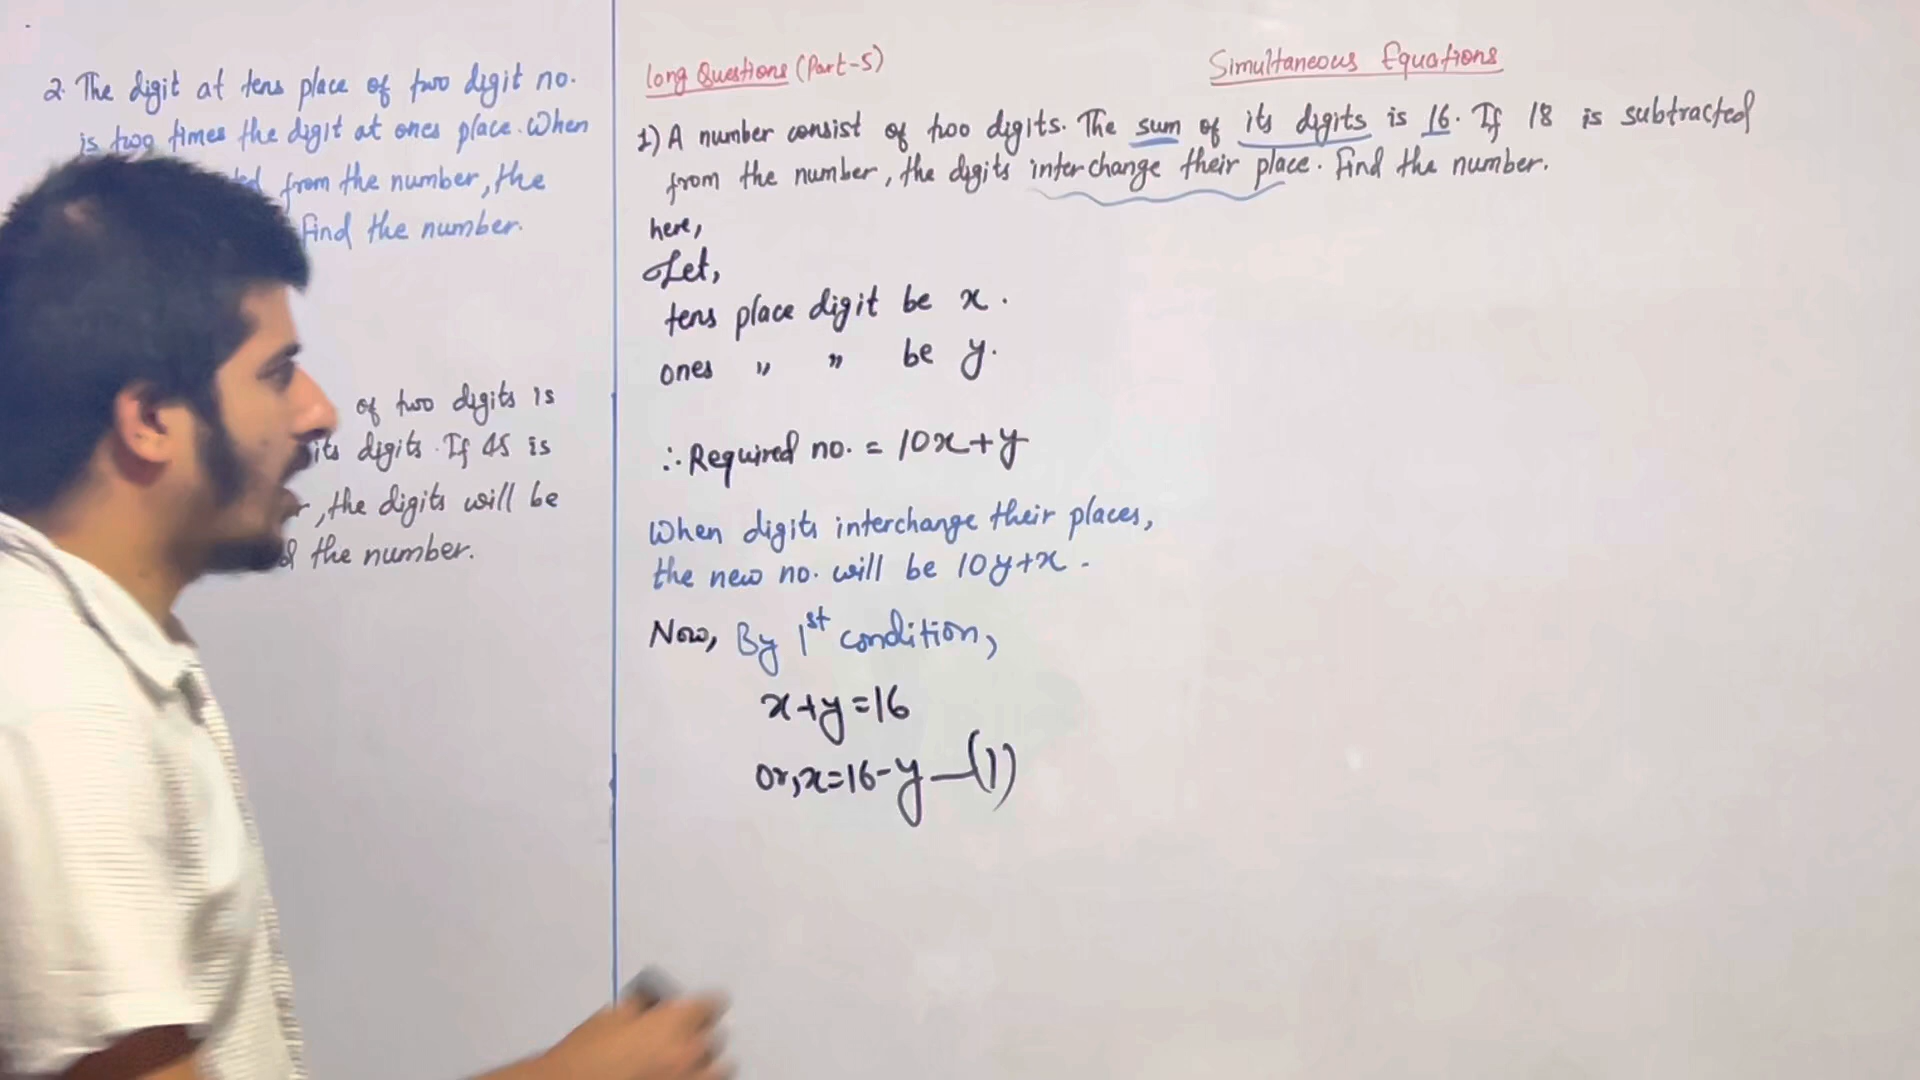 2. The digit at tens place of two digit no.
is two times the digit at ones place. When
from the number, the
find the number.
of two digits is
its digits. If 45 is
, the digits will be
the number.
Long Questions (Part-5)
Simultaneous Equations
1) A number consist of two digits. The sum of its digits is 16. If 18 is subtracted
from the number, the digits interchange their place. Find the number.
here,
Let,
tens place digit be x.
ones " " be y.
∴ Required no. = 10x+y
When digits interchange their places,
the new no. will be 10y+x.
Now, By 1st condition,
x+y=16
or, x=16-y—(1)